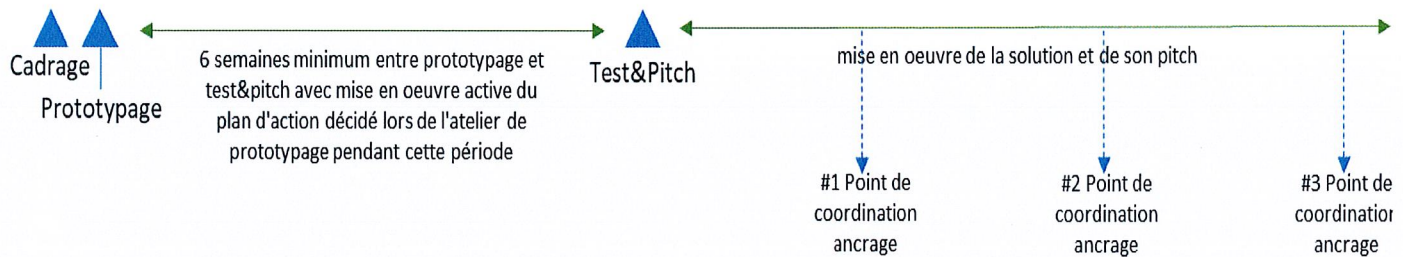 Cadrage
Prototypage
6 semaines minimum entre prototypage et
test&pitch avec mise en oeuvre active du
plan d'action décidé lors de l'atelier de
prototypage pendant cette période
Test&Pitch
mise en oeuvre de la solution et de son pitch
#1 Point de
coordination
ancrage
#2 Point de
coordination
ancrage
#3 Point de
coordination
ancrage